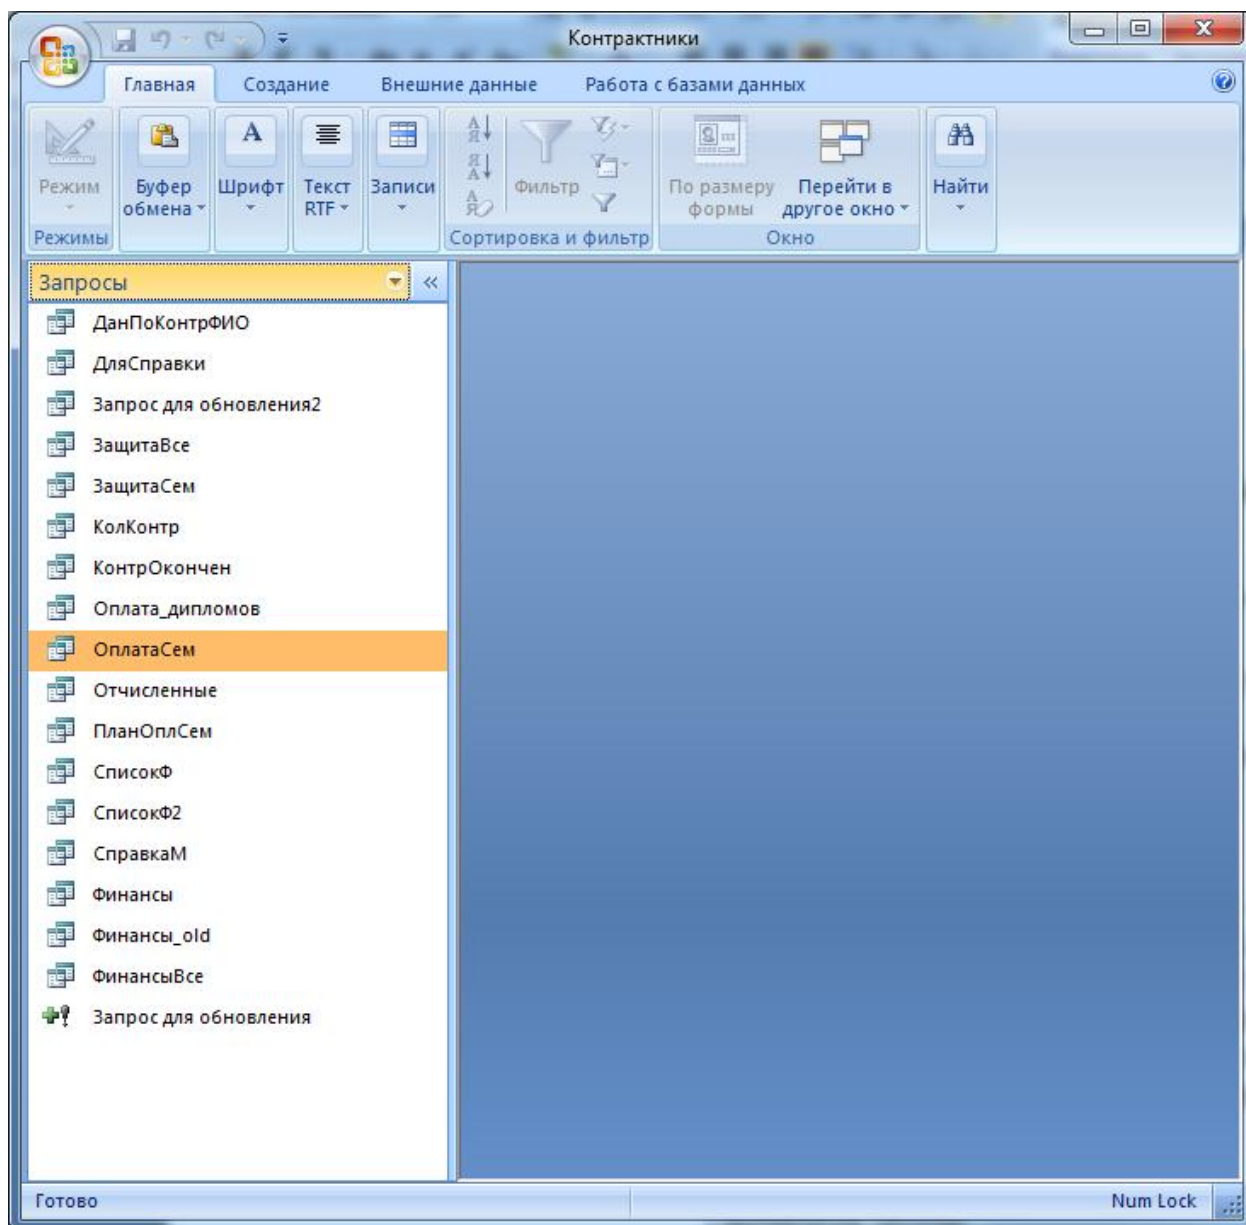 Контрактники
Главная Создание Внешние данные Работа с базами данных
Режим
Буфер обмена
Шрифт
Текст RTF
Записи
Фильтр
По размеру формы
Перейти в другое окно
Найти
Режимы
Сортировка и фильтр
Окно
Запросы
ДанПоКонтрФИО
ДляСправки
Запрос для обновления2
ЗащитаВсе
ЗащитаСем
КолКонтр
КонтрОкончен
Оплата_дипломов
ОплатаСем
Отчисленные
ПланОплСем
СписокФ
СписокФ2
СправкаМ
Финансы
Финансы_old
ФинансыВсе
Запрос для обновления
Готово
Num Lock